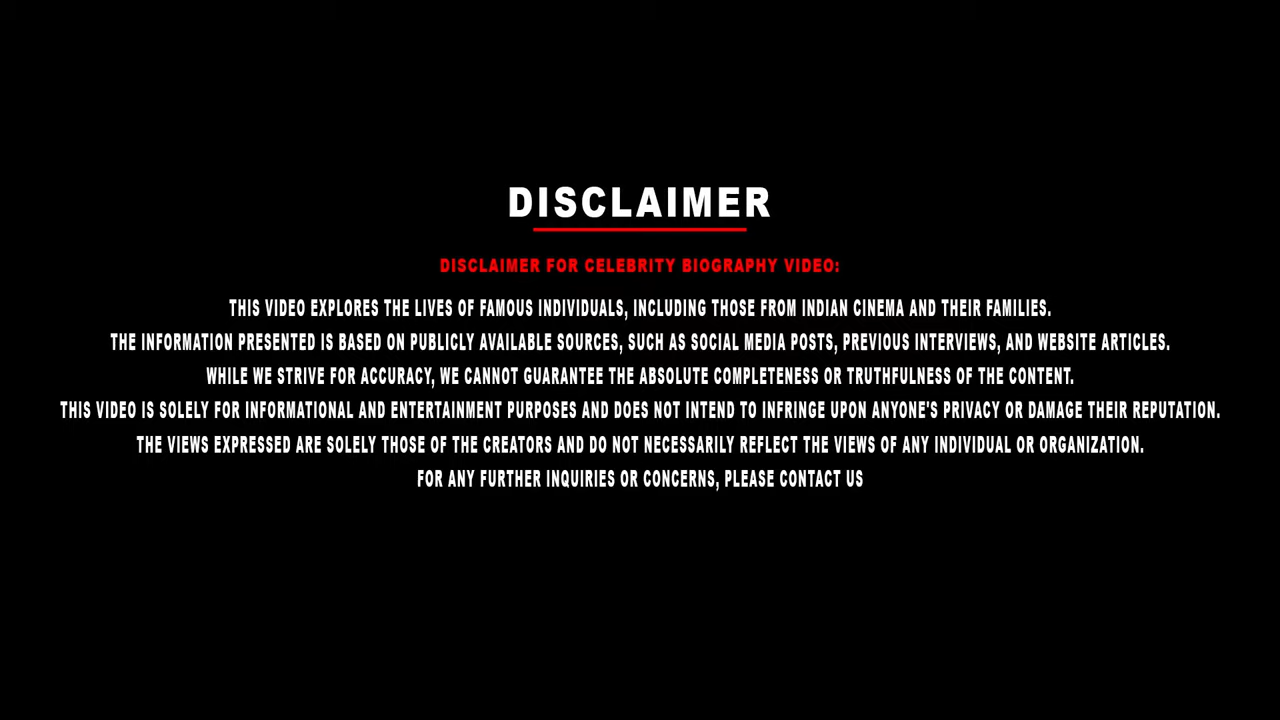 DISCLAIMER
DISCLAIMER FOR CELEBRITY BIOGRAPHY VIDEO:
THIS VIDEO EXPLORES THE LIVES OF FAMOUS INDIVIDUALS, INCLUDING THOSE FROM INDIAN CINEMA AND THEIR FAMILIES.
THE INFORMATION PRESENTED IS BASED ON PUBLICLY AVAILABLE SOURCES, SUCH AS SOCIAL MEDIA POSTS, PREVIOUS INTERVIEWS, AND WEBSITE ARTICLES.
WHILE WE STRIVE FOR ACCURACY, WE CANNOT GUARANTEE THE ABSOLUTE COMPLETENESS OR TRUTHFULNESS OF THE CONTENT.
THIS VIDEO IS SOLELY FOR INFORMATIONAL AND ENTERTAINMENT PURPOSES AND DOES NOT INTEND TO INFRINGE UPON ANYONE'S PRIVACY OR DAMAGE THEIR REPUTATION.
THE VIEWS EXPRESSED ARE SOLELY THOSE OF THE CREATORS AND DO NOT NECESSARILY REFLECT THE VIEWS OF ANY INDIVIDUAL OR ORGANIZATION.
FOR ANY FURTHER INQUIRIES OR CONCERNS, PLEASE CONTACT US